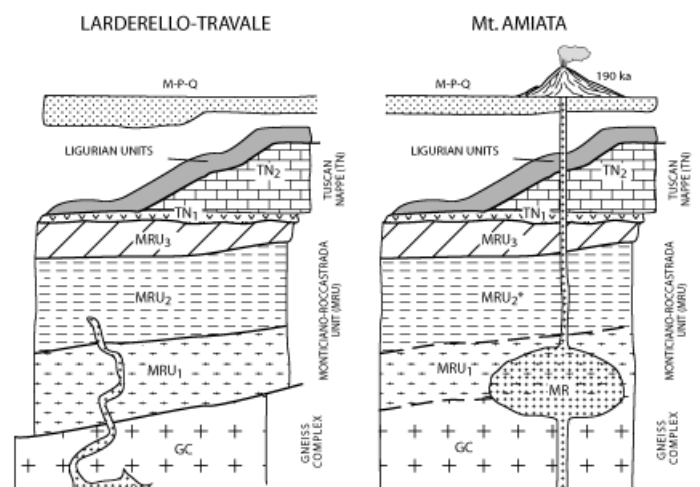 LARDERELLO-TRAVALE
M-P-Q
LIGURIAN UNITS
TN2
TN1
TUSCAN
NAPPE (TN)
MRU3
MRU2
MRU1
MONTICIANO-ROCCASTRADA
UNIT (MRU)
GC
GNEISS
COMPLEX
Mt. AMIATA
M-P-Q
190 ka
LIGURIAN UNITS
TN2
TN1
TUSCAN
NAPPE (TN)
MRU3
MRU2*
MRU1
MR
MONTICIANO-ROCCASTRADA
UNIT (MRU)
GC
GNEISS
COMPLEX